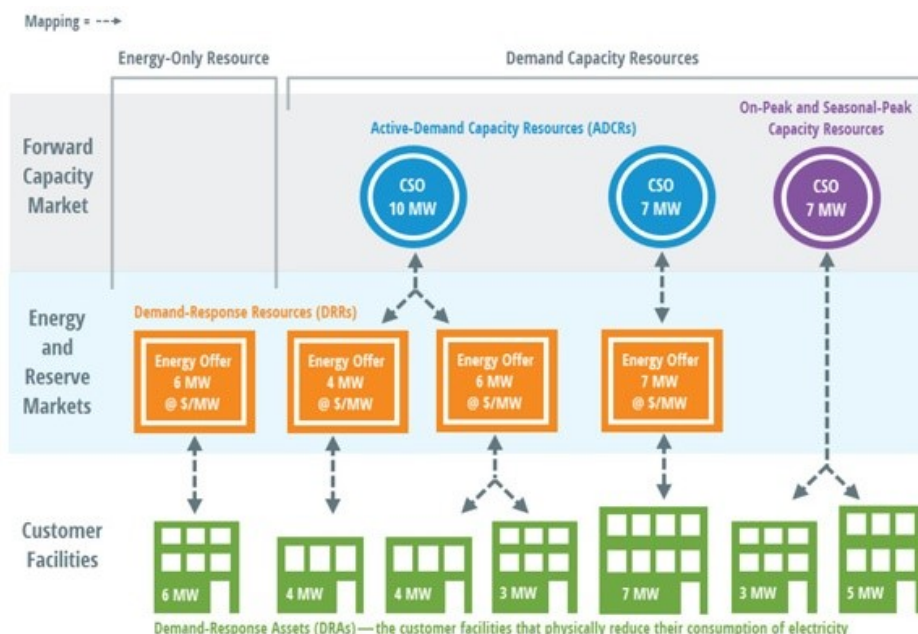 Mapping =
Energy-Only Resource
Demand Capacity Resources
Forward
Capacity
Market
Active-Demand Capacity Resources (ADCRs)
On-Peak and Seasonal-Peak
Capacity Resources
CSO
10 MW
CSO
7 MW
CSO
7 MW
Energy
and
Reserve
Markets
Demand-Response Resources (DRRs)
Energy Offer
6 MW
@ $/MW
Energy Offer
4 MW
@ $/MW
Energy Offer
6 MW
@ $/MW
Energy Offer
7 MW
@ $/MW
Customer
Facilities
6 MW
4 MW
4 MW
3 MW
7 MW
3 MW
5 MW
Demand-Response Assets (DRAs) — the customer facilities that physically reduce their consumption of electricity